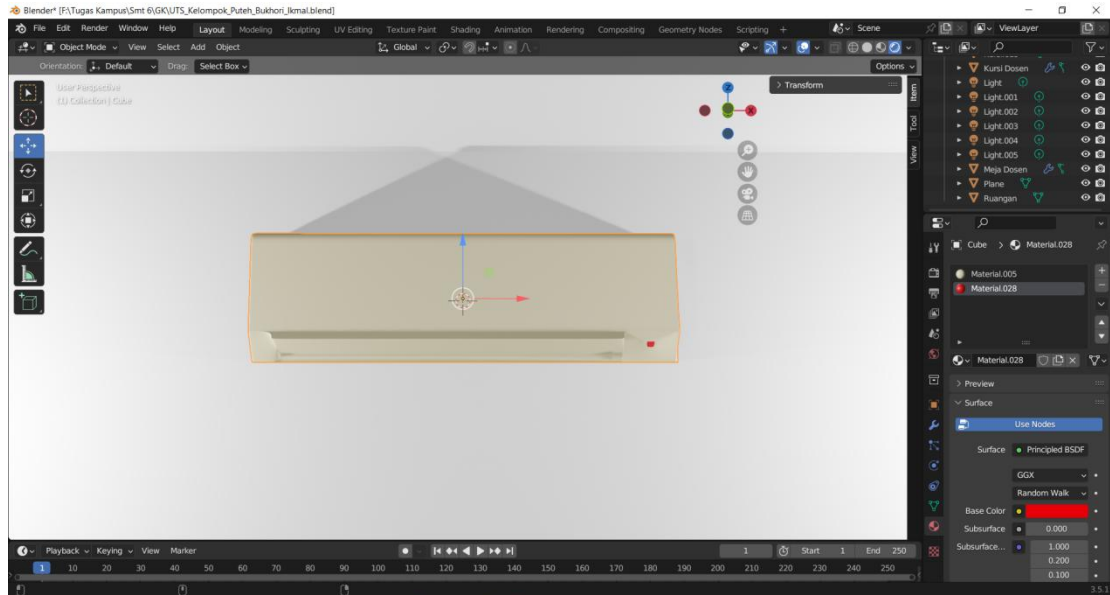 Blender* [F:\Tugas Kampus\Smt 6\GK\UTS_Kelompok_Puteh_Bukhori_Ikmal.blend]
File Edit Render Window Help Layout Modeling Sculpting UV Editing Texture Paint Shading Animation Rendering Compositing Geometry Nodes Scripting + Scene ViewLayer
Object Mode View Select Add Object Global
Orientation: Default Drag: Select Box Options
User Perspective
(1) Collection | Cube
Z
X
Transform
Item
Tool
View
Kursi Dosen
Light
Light.001
Light.002
Light.003
Light.004
Light.005
Meja Dosen
Plane
Ruangan
Cube > Material.028
Material.005
Material.028
Material.028
Preview
Surface
Use Nodes
Surface Principled BSDF
GGX
Random Walk
Base Color
Subsurface 0.000
Subsurface... 1.000
0.200
0.100
Playback Keying View Marker 1 Start 1 End 250
1 10 20 30 40 50 60 70 80 90 100 110 120 130 140 150 160 170 180 190 200 210 220 230 240 250
3.5.1